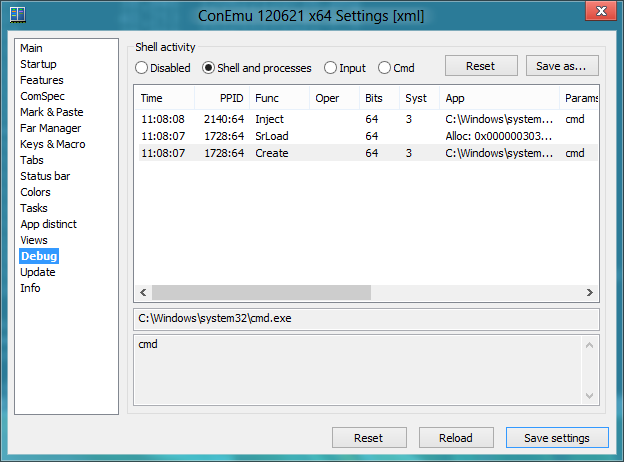 ConEmu 120621 x64 Settings [xml]
Main
Startup
Features
ComSpec
Mark & Paste
Far Manager
Keys & Macro
Tabs
Status bar
Colors
Tasks
App distinct
Views
Debug
Update
Info
Shell activity
Disabled Shell and processes Input Cmd Reset Save as...
Time PPID Func Oper Bits Syst App Params
11:08:08 2140:64 Inject 64 3 C:\Windows\system... cmd
11:08:07 1728:64 SrLoad 64 Alloc: 0x000000303...
11:08:07 1728:64 Create 64 3 C:\Windows\system... cmd
C:\Windows\system32\cmd.exe
cmd
Reset Reload Save settings